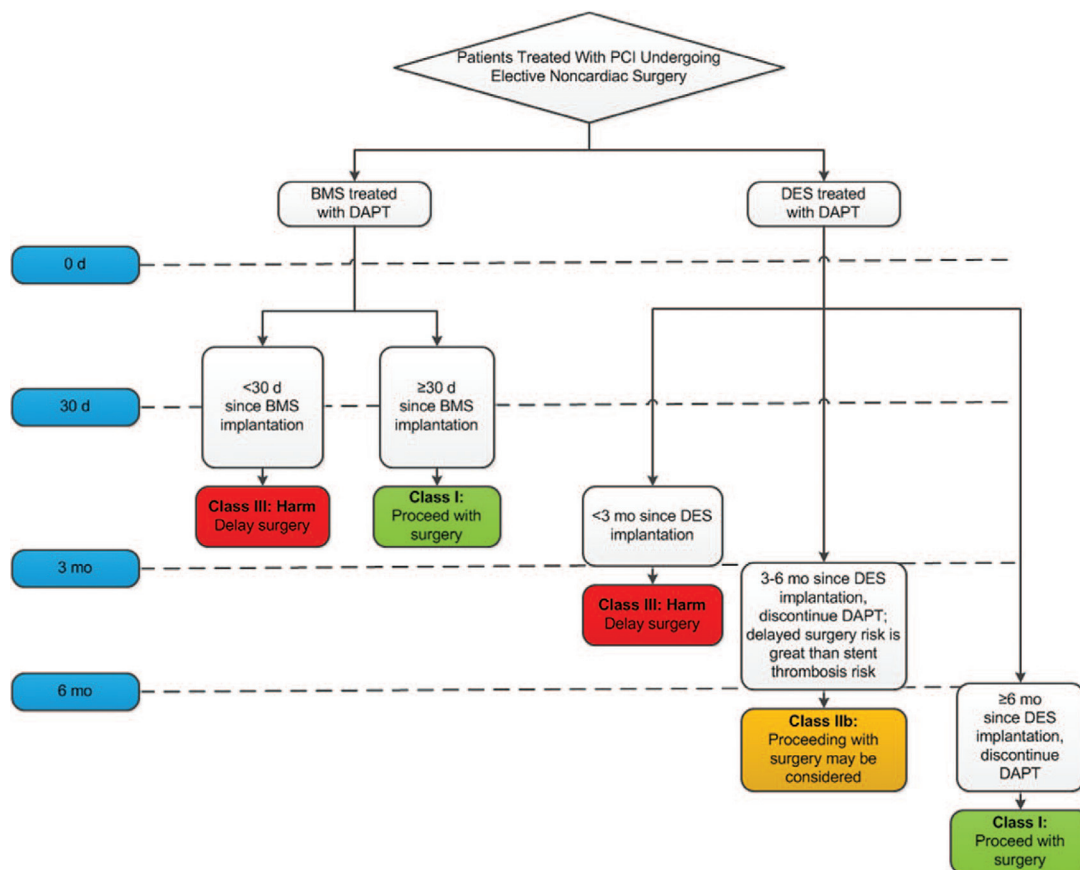 Patients Treated With PCI Undergoing
Elective Noncardiac Surgery
BMS treated
with DAPT
DES treated
with DAPT
0 d
<30 d
since BMS
implantation
≥30 d
since BMS
implantation
30 d
Class III: Harm
Delay surgery
Class I:
Proceed with
surgery
<3 mo since DES
implantation
3 mo
3-6 mo since DES
implantation,
discontinue DAPT;
delayed surgery risk is
great than stent
thrombosis risk
Class III: Harm
Delay surgery
6 mo
≥6 mo
since DES
implantation,
discontinue
DAPT
Class IIb:
Proceeding with
surgery may be
considered
Class I:
Proceed with
surgery